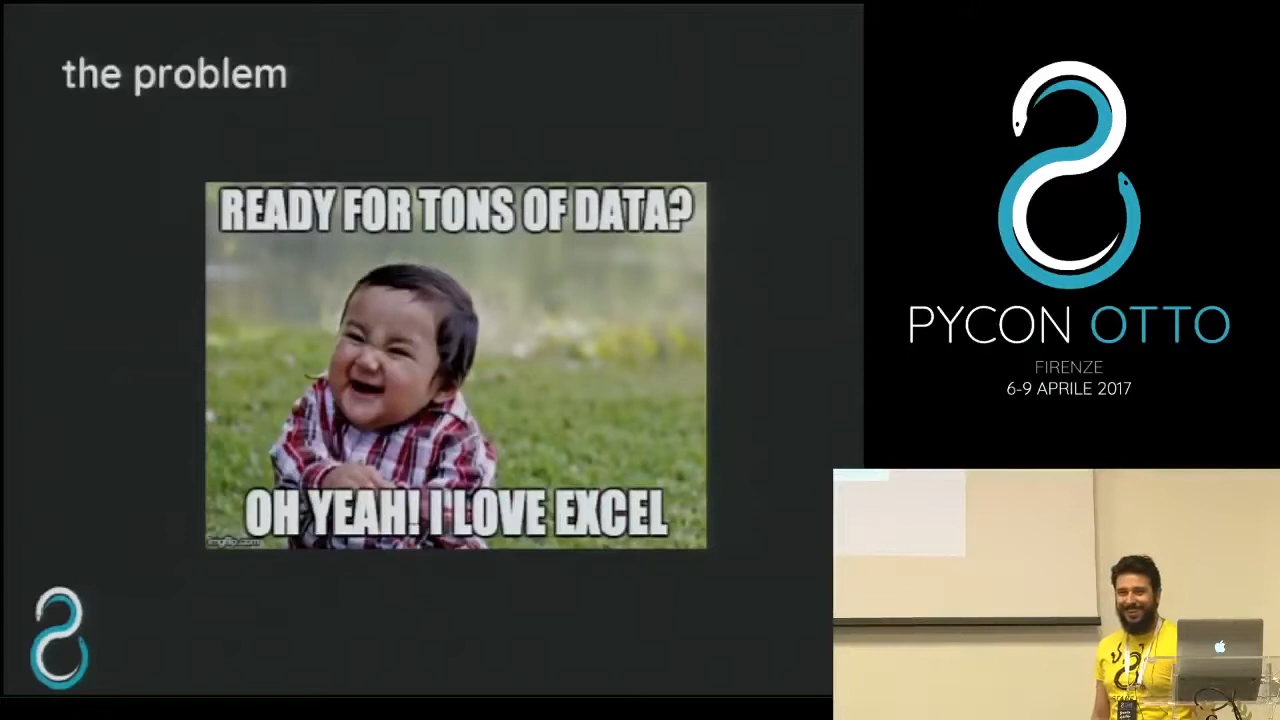 the problem
READY FOR TONS OF DATA?
OH YEAH! I LOVE EXCEL
imgflip.com
PYCON OTTO
FIRENZE
6-9 APRILE 2017